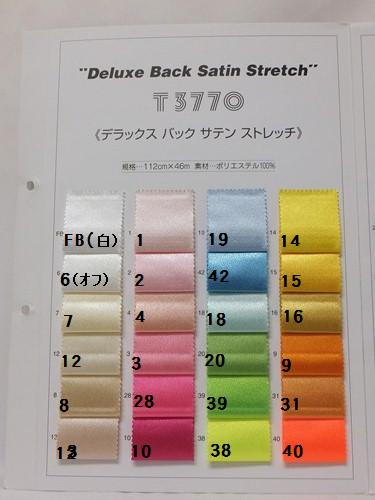 "Deluxe Back Satin Stretch"
T3770
《デラックス バック サテン ストレッチ》
規格…112cm×46m 素材…ポリエステル100%
FB(白) 1 19 14
6(オフ) 2 42 15
7 4 18 16
12 3 20 9
8 28 39 31
10 38 40